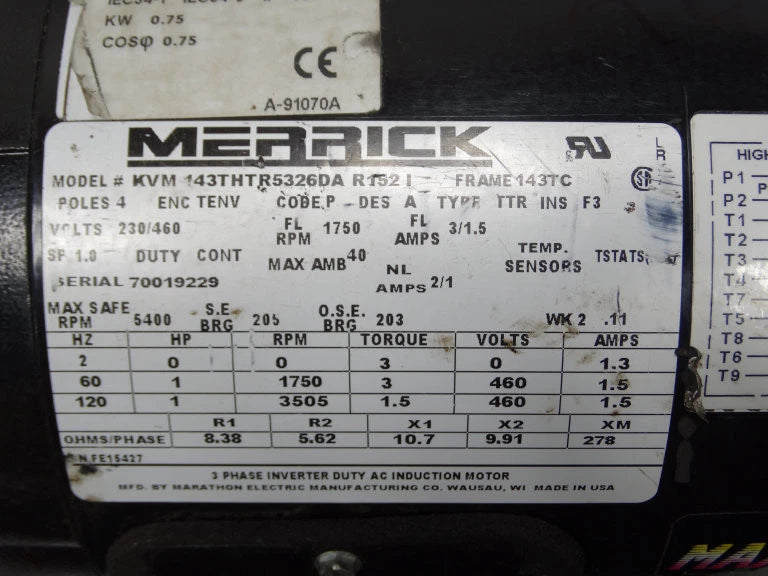 KW 0.75
COSφ 0.75
CE
A-91070A
MERRICK
MODEL # KVM 143THTR5326DA R152 I FRAME 143TC
L
R
POLES 4 ENC TENV CODE P DES A TYPE TTR INS F3
VOLTS 230/460 FL RPM 1750 FL AMPS 3/1.5
SF 1.0 DUTY CONT MAX AMB 40 NL AMPS 2/1 TEMP. SENSORS TSTATS
SERIAL 70019229
MAX SAFE RPM 5400 S.E. BRG 205 O.S.E. BRG 203 WK 2 .11
HZ HP RPM TORQUE VOLTS AMPS
2 0 0 3 0 1.3
60 1 1750 3 460 1.5
120 1 3505 1.5 460 1.5
R1 R2 X1 X2 XM
OHMS/PHASE 8.38 5.62 10.7 9.91 278
FE15427
3 PHASE INVERTER DUTY AC INDUCTION MOTOR
MFD. BY MARATHON ELECTRIC MANUFACTURING CO. WAUSAU, WI MADE IN USA
HIGH
P1
P2
T1
T2
T3
T4
T7
T5
T8
T6
T9
MA